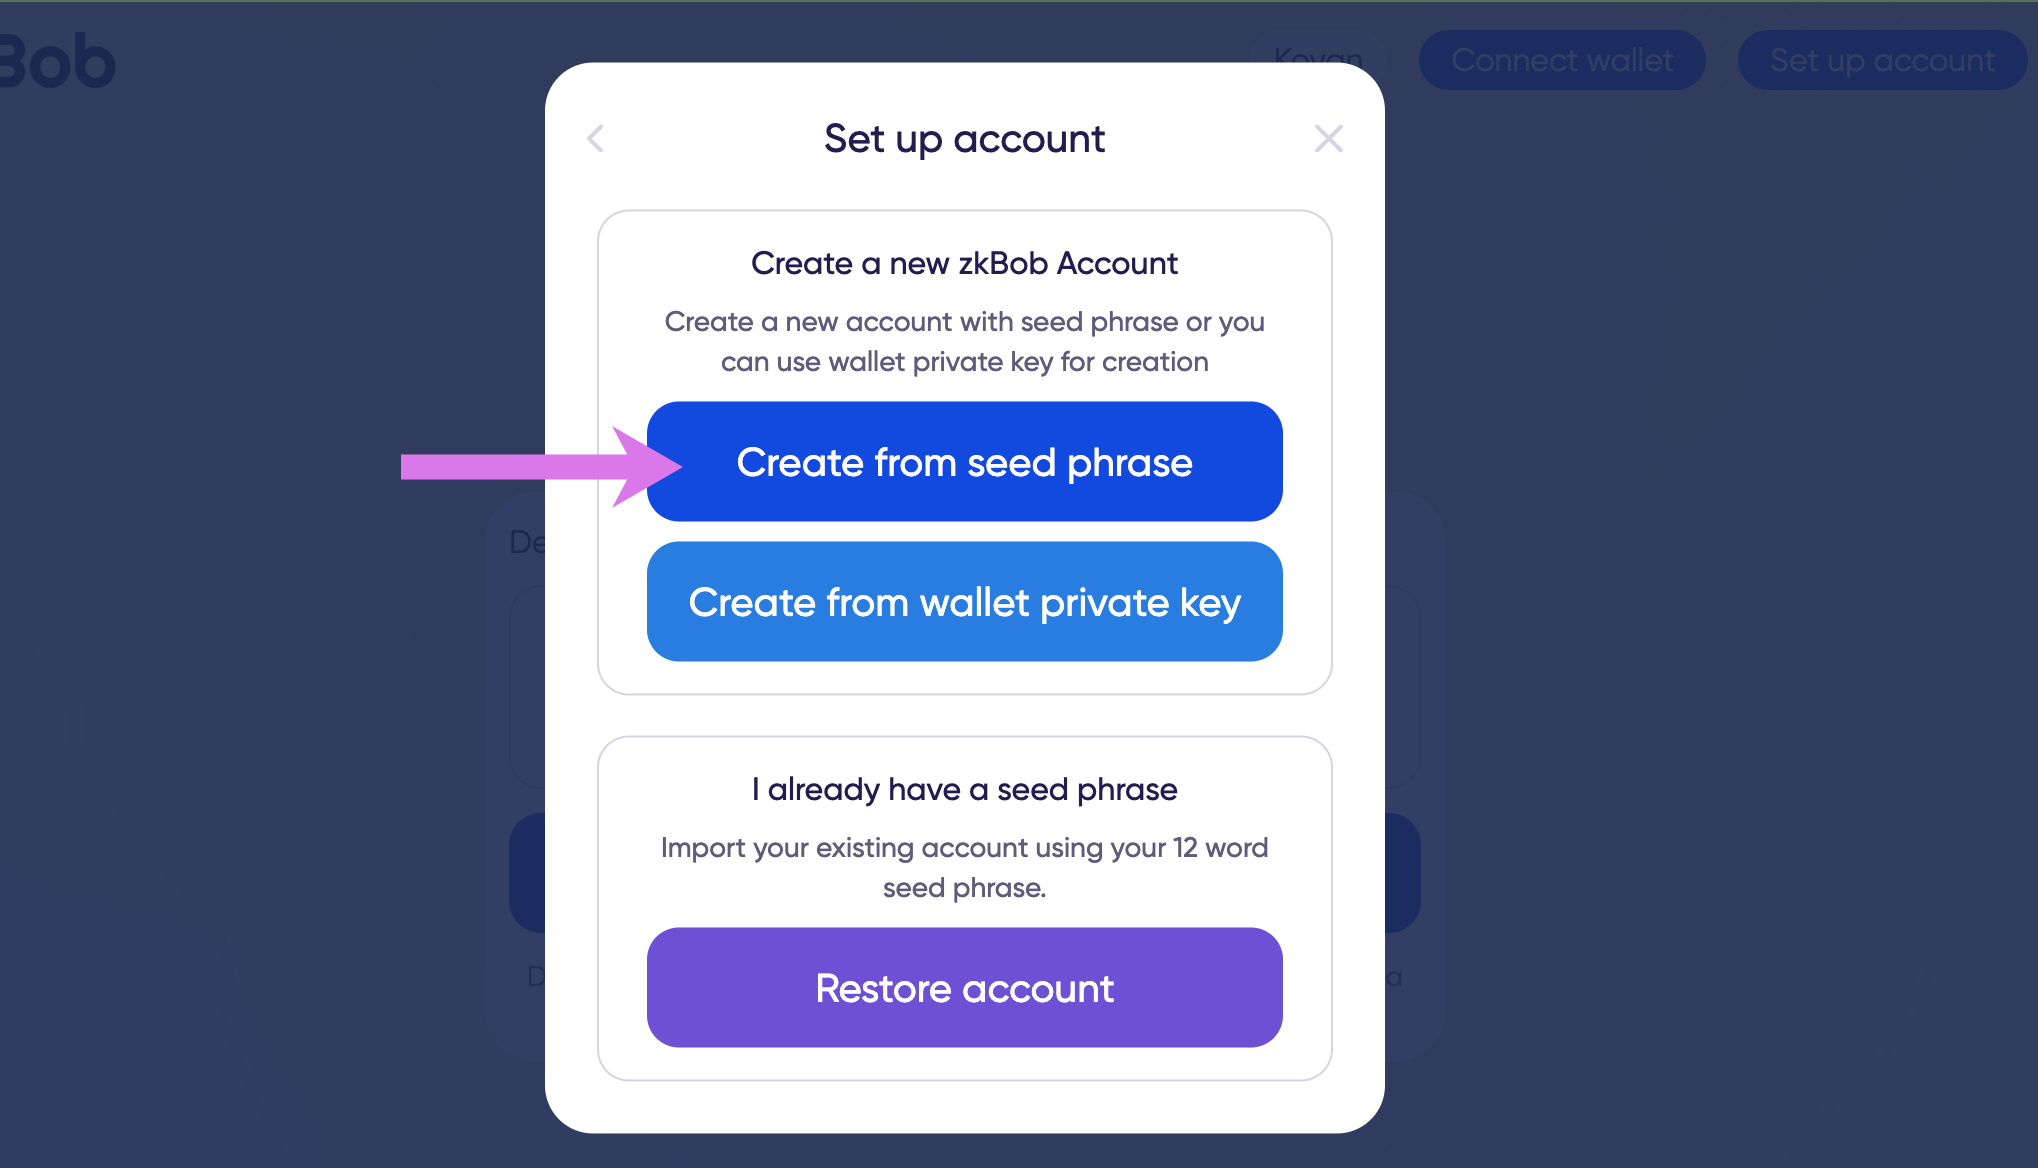 Bob
Kovan
Connect wallet
Set up account
Set up account
Create a new zkBob Account
Create a new account with seed phrase or you
can use wallet private key for creation
Create from seed phrase
Create from wallet private key
I already have a seed phrase
Import your existing account using your 12 word
seed phrase.
Restore account